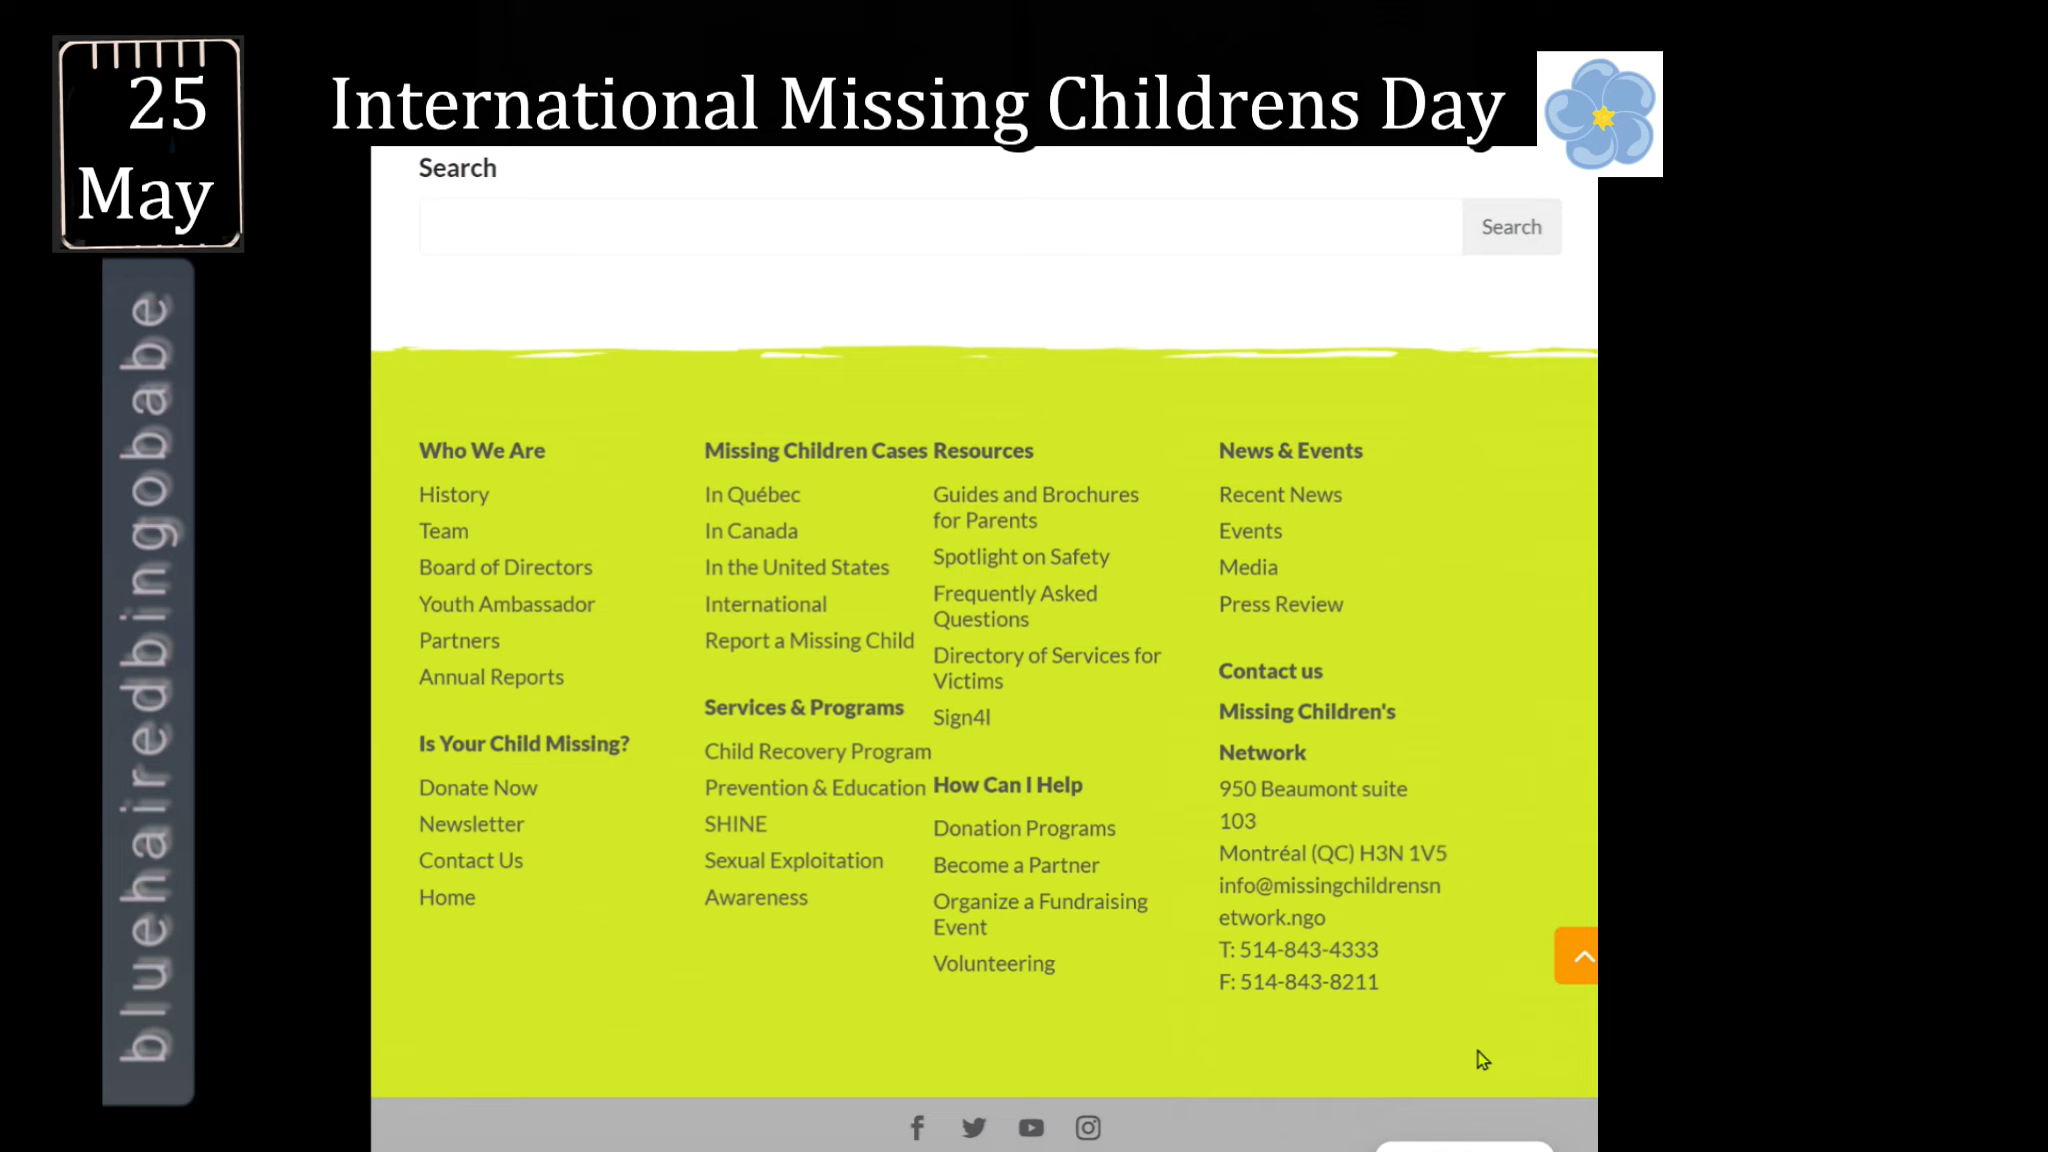 25
May
International Missing Childrens Day
bluehairedbingobabe
Search
Search
Who We Are
History
Team
Board of Directors
Youth Ambassador
Partners
Annual Reports
Is Your Child Missing?
Donate Now
Newsletter
Contact Us
Home
Missing Children Cases
In Québec
In Canada
In the United States
International
Report a Missing Child
Services & Programs
Child Recovery Program
Prevention & Education
SHINE
Sexual Exploitation
Awareness
Resources
Guides and Brochures
for Parents
Spotlight on Safety
Frequently Asked
Questions
Directory of Services for
Victims
Sign4l
How Can I Help
Donation Programs
Become a Partner
Organize a Fundraising
Event
Volunteering
News & Events
Recent News
Events
Media
Press Review
Contact us
Missing Children's
Network
950 Beaumont suite
103
Montréal (QC) H3N 1V5
info@missingchildrensn
etwork.ngo
T: 514-843-4333
F: 514-843-8211